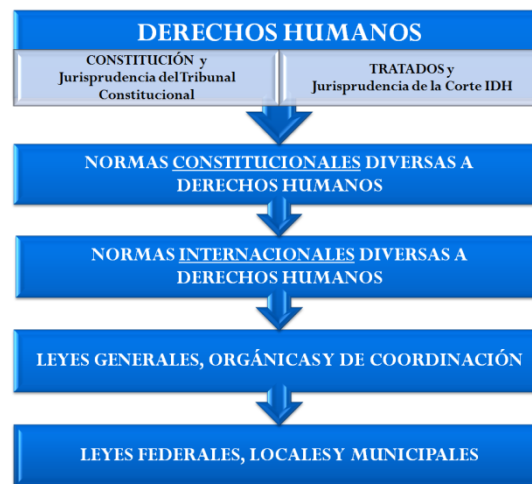 DERECHOS HUMANOS
CONSTITUCIÓN y
Jurisprudencia del Tribunal
Constitucional
TRATADOS y
Jurisprudencia de la Corte IDH
NORMAS CONSTITUCIONALES DIVERSAS A
DERECHOS HUMANOS
NORMAS INTERNACIONALES DIVERSAS A
DERECHOS HUMANOS
LEYES GENERALES, ORGÁNICAS Y DE COORDINACIÓN
LEYES FEDERALES, LOCALES Y MUNICIPALES